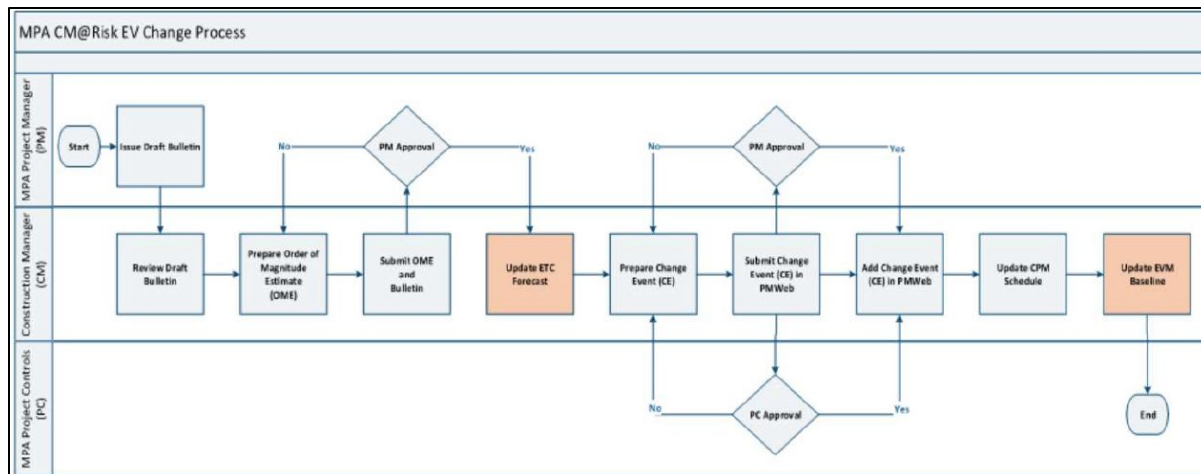 MPA CM@Risk EV Change Process
MPA Project Manager
(PM)
Start
Issue Draft Bulletin
No
PM Approval
Yes
No
PM Approval
Yes
Construction Manager
(CM)
Review Draft
Bulletin
Prepare Order of
Magnitude
Estimate
(OME)
Submit OME
and
Bulletin
Update ETC
Forecast
Prepare Change
Event (CE)
Submit Change
Event (CE) in
PMWeb
Add Change Event
(CE) in PMWeb
Update CPM
Schedule
Update EVM
Baseline
MPA Project Controls
(PC)
No
PC Approval
Yes
End